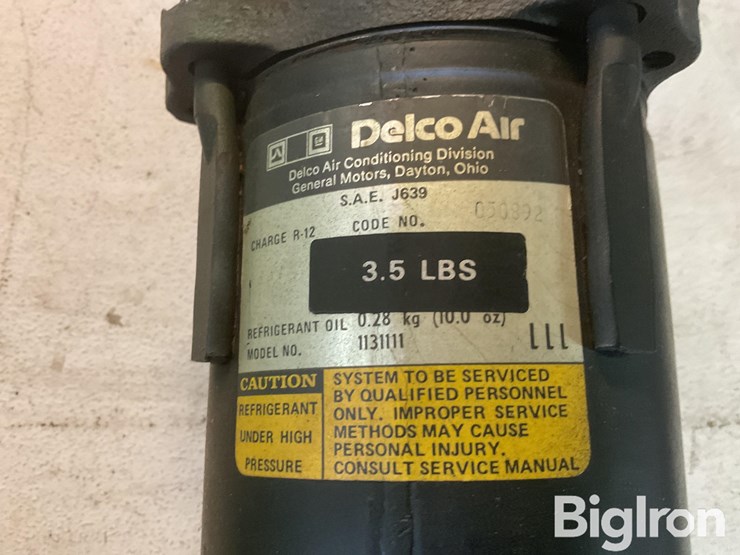 Delco Air
Delco Air Conditioning Division
General Motors, Dayton, Ohio
S.A.E. J639
CHARGE R-12 CODE NO.
3.5 LBS
REFRIGERANT OIL 0.28 kg (10.0 oz)
MODEL NO. 1131111
LLL
CAUTION
REFRIGERANT
UNDER HIGH
PRESSURE
SYSTEM TO BE SERVICED
BY QUALIFIED PERSONNEL
ONLY. IMPROPER SERVICE
METHODS MAY CAUSE
PERSONAL INJURY.
CONSULT SERVICE MANUAL
BigIron